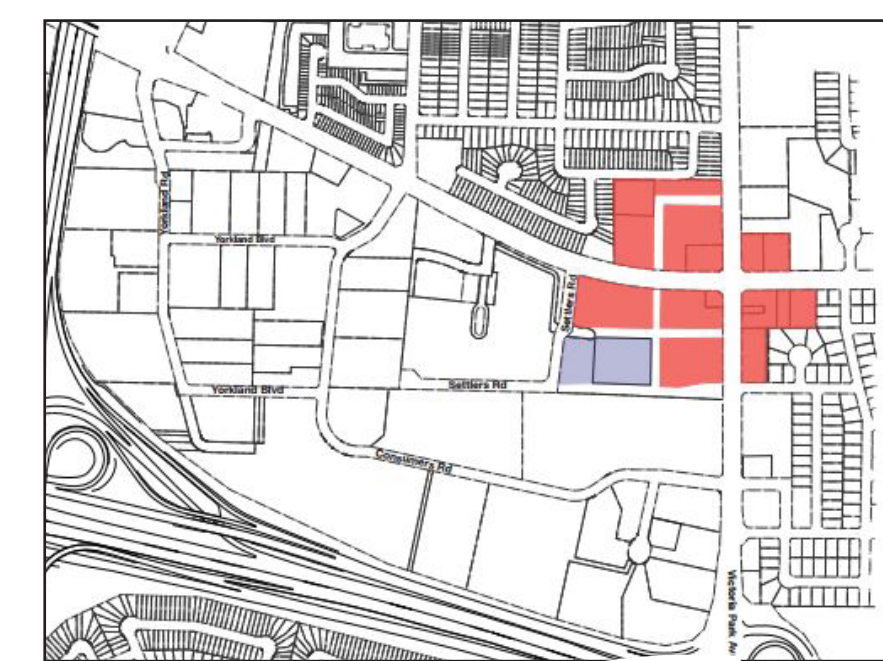 Yorkland Rd
Yorkland Blvd
Settlers Rd
Yorkland Blvd
Settlers Rd
Consumers Rd
Victoria Park Av